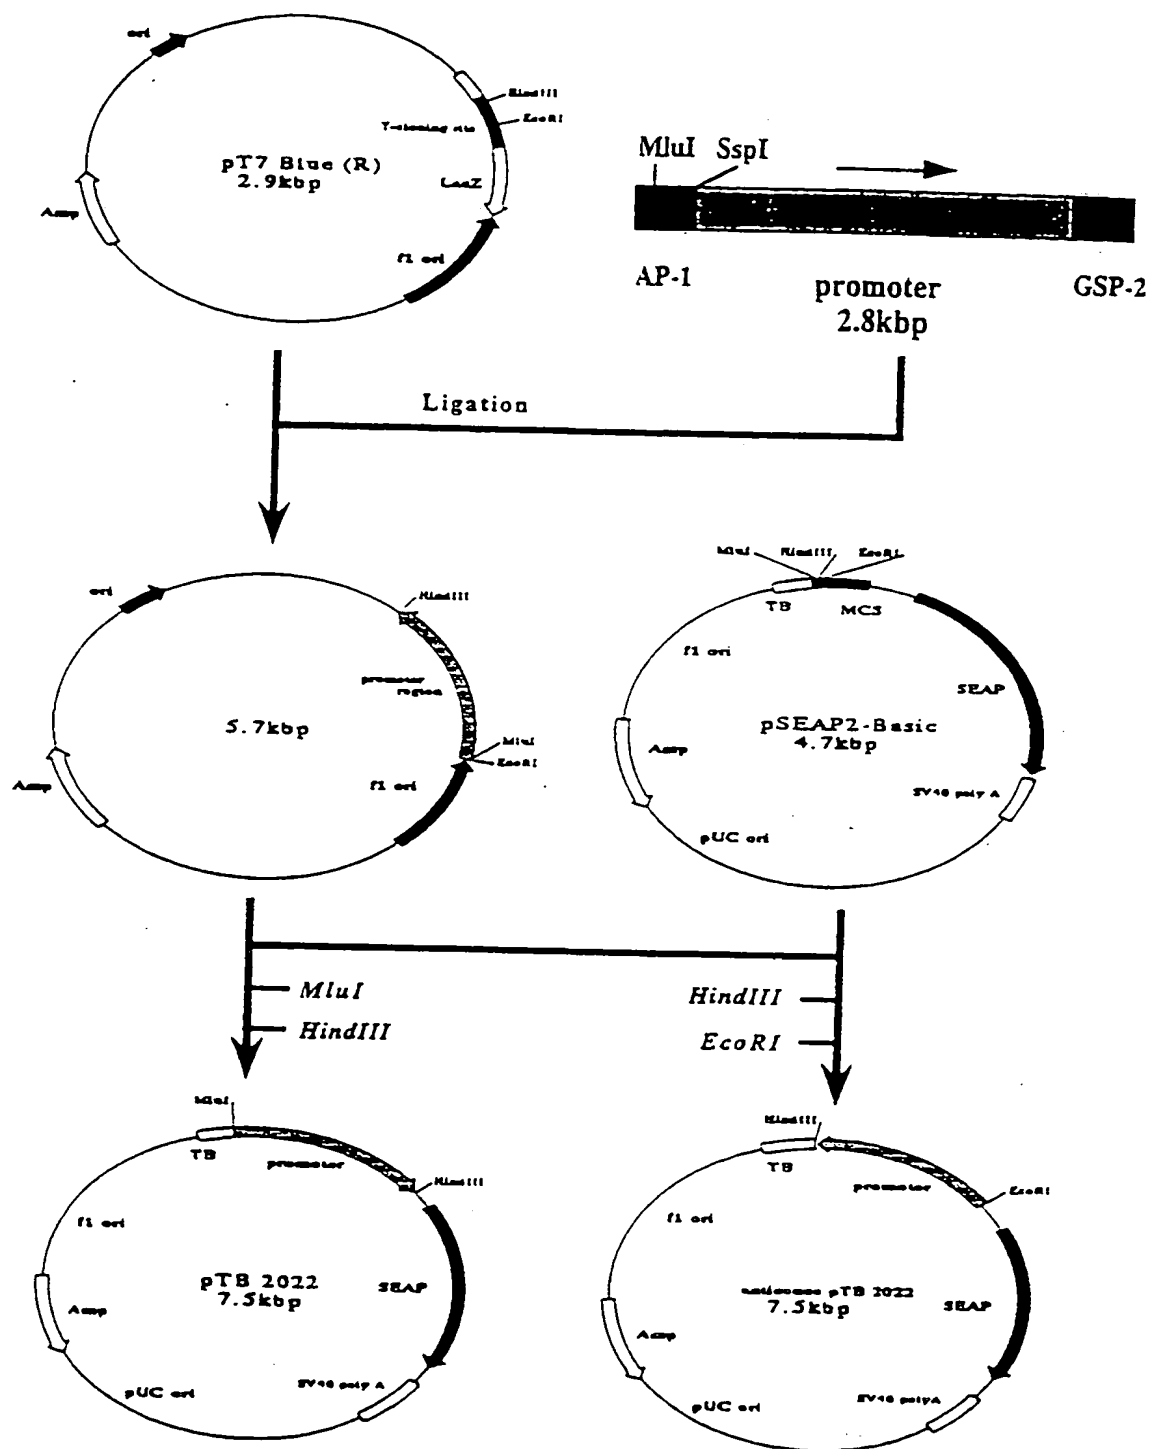 ori
HindIII
EcoRI
T-cloning site
pT7 Blue (R)
2.9kbp
LacZ
Amp
f1 ori
MluI SspI
AP-1
GSP-2
promoter
2.8kbp
Ligation
ori
HindIII
promoter
region
5.7kbp
MluI
EcoRI
Amp
f1 ori
MluI HindIII EcoRI
TB
MCS
f1 ori
SEAP
pSEAP2-Basic
4.7kbp
Amp
SV40 poly A
pUC ori
MluI
HindIII
HindIII
EcoRI
MluI
TB
promoter
HindIII
f1 ori
pTB 2022
7.5kbp
SEAP
Amp
SV40 poly A
pUC ori
HindIII
TB
promoter
EcoRI
f1 ori
antisense pTB 2022
7.5kbp
SEAP
Amp
SV40 polyA
pUC ori